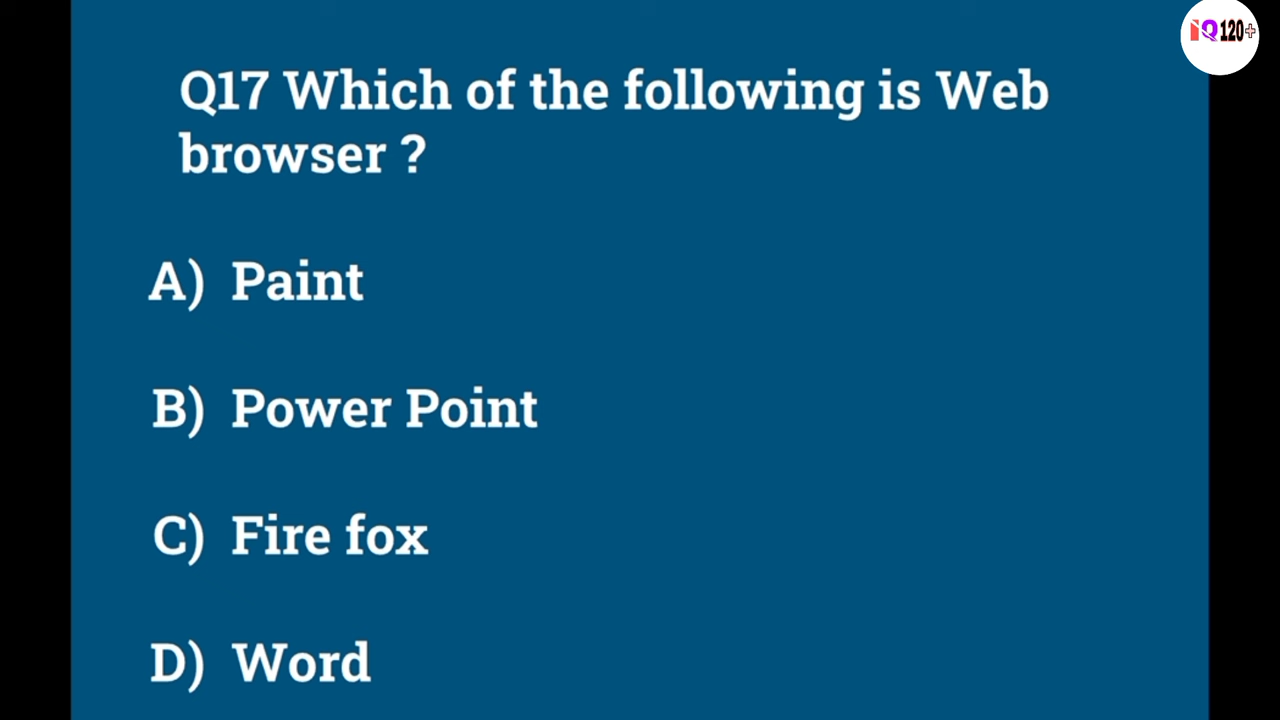 iQ120+
Q17 Which of the following is Web
browser ?
A) Paint
B) Power Point
C) Fire fox
D) Word